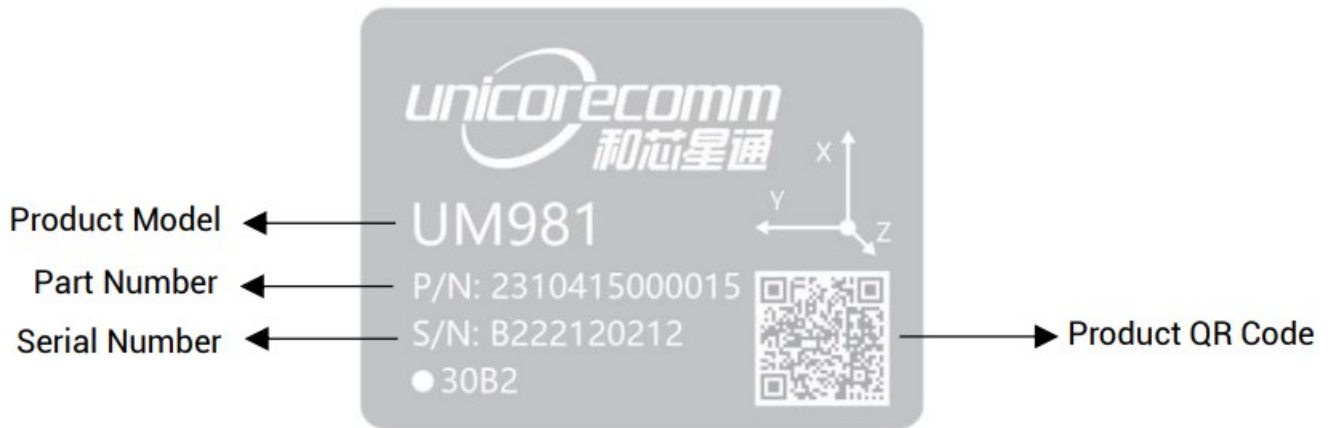 unicorecomm
和芯星通
X
Y
Z
Product Model
UM981
Part Number
P/N: 2310415000015
Serial Number
S/N: B222120212
Product QR Code
30B2